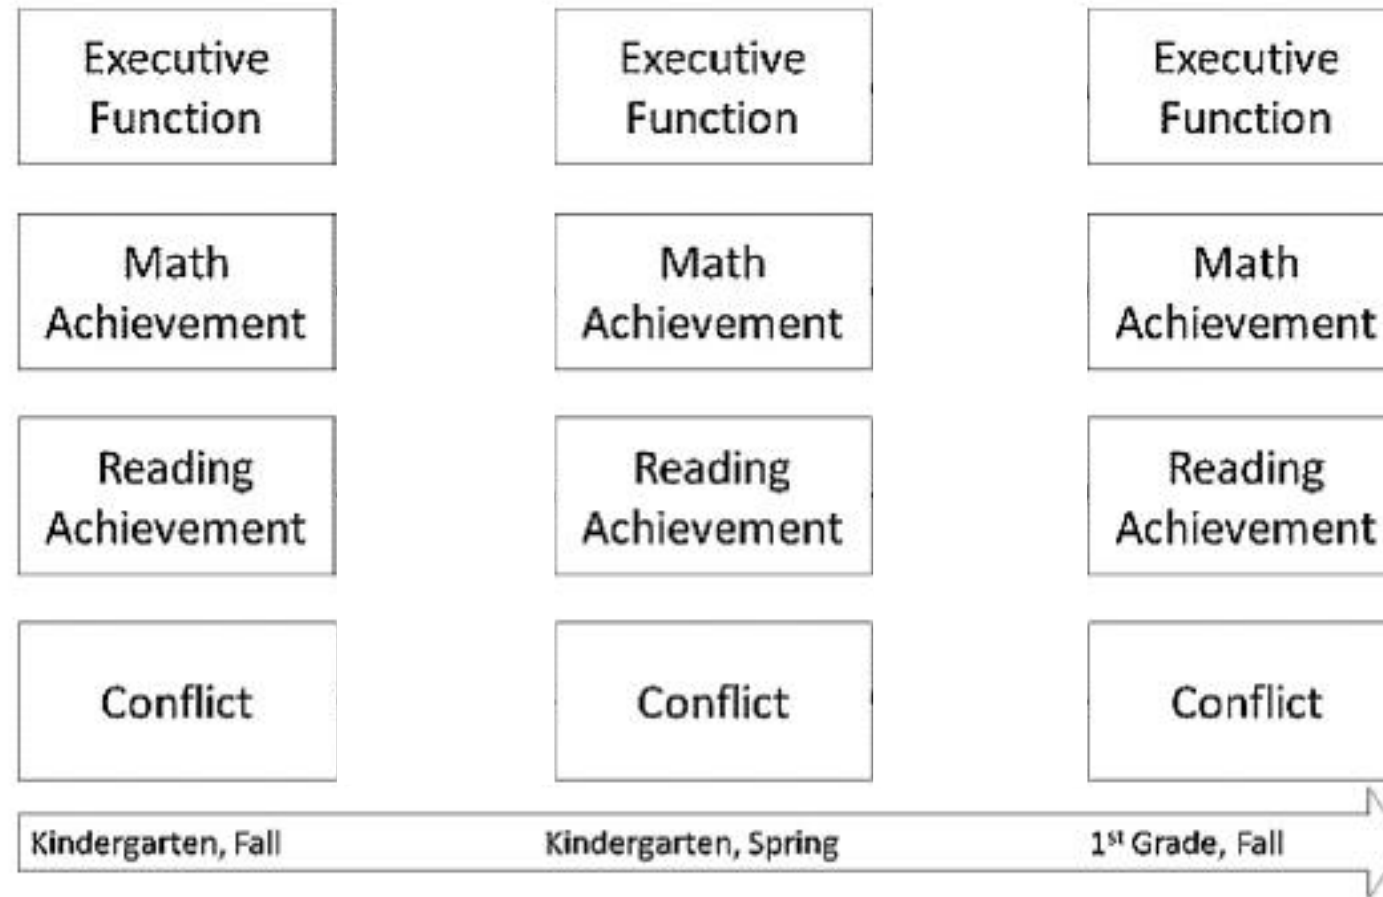 Executive
Function
Executive
Function
Executive
Function
Math
Achievement
Math
Achievement
Math
Achievement
Reading
Achievement
Reading
Achievement
Reading
Achievement
Conflict
Conflict
Conflict
Kindergarten, Fall
Kindergarten, Spring
1st Grade, Fall